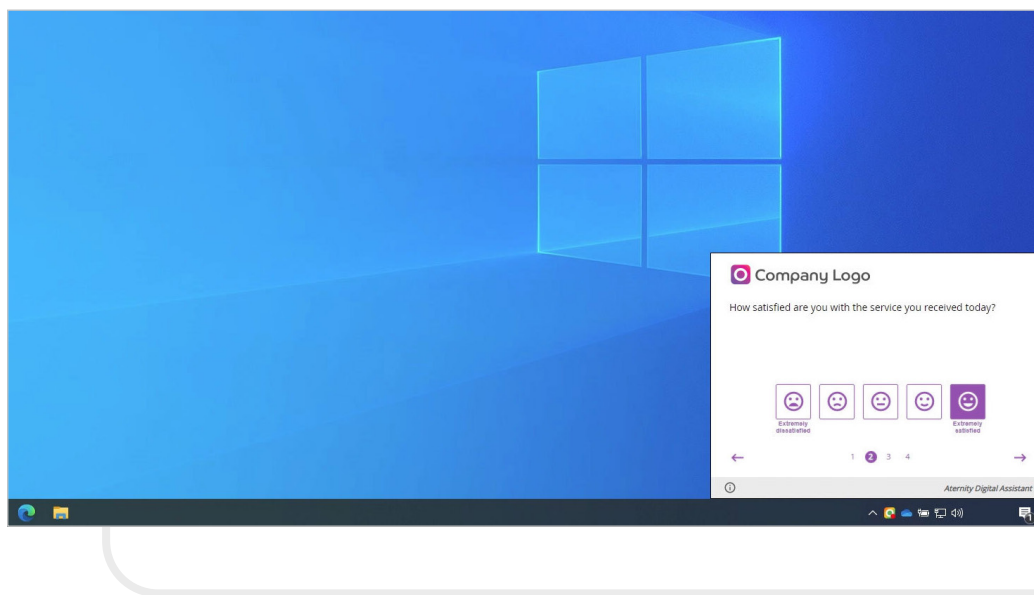 Company Logo
How satisfied are you with the service you received today?
Extremely
dissatisfied
Extremely
satisfied
1 2 3 4
Aternity Digital Assistant
1